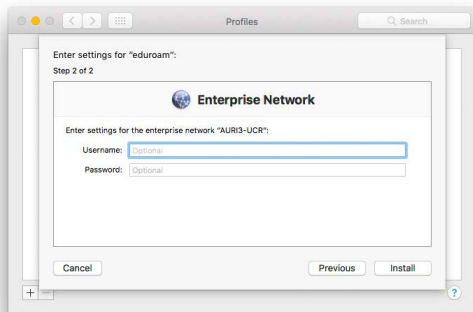 Profiles
Search
Enter settings for "eduroam":
Step 2 of 2
Enterprise Network
Enter settings for the enterprise network "AURI3-UCR":
Username: Optional
Password: Optional
Cancel Previous Install
+ −
?